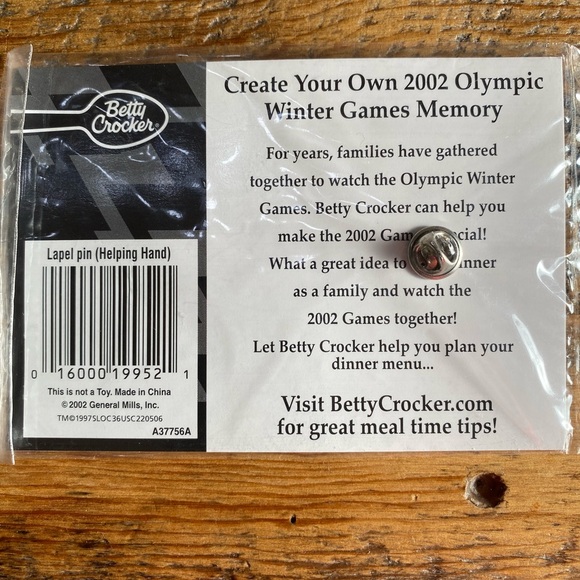 Betty
Crocker®
Lapel pin (Helping Hand)
0 16000 19952 1
This is not a Toy. Made in China
© 2002 General Mills, Inc.
TM©1997SLOC36USC220506
A37756A
Create Your Own 2002 Olympic
Winter Games Memory
For years, families have gathered
together to watch the Olympic Winter
Games. Betty Crocker can help you
make the 2002
What a great idea to
as a family and watch the
2002 Games together!
Let Betty Crocker help you plan your
dinner menu...
Visit BettyCrocker.com
for great meal time tips!